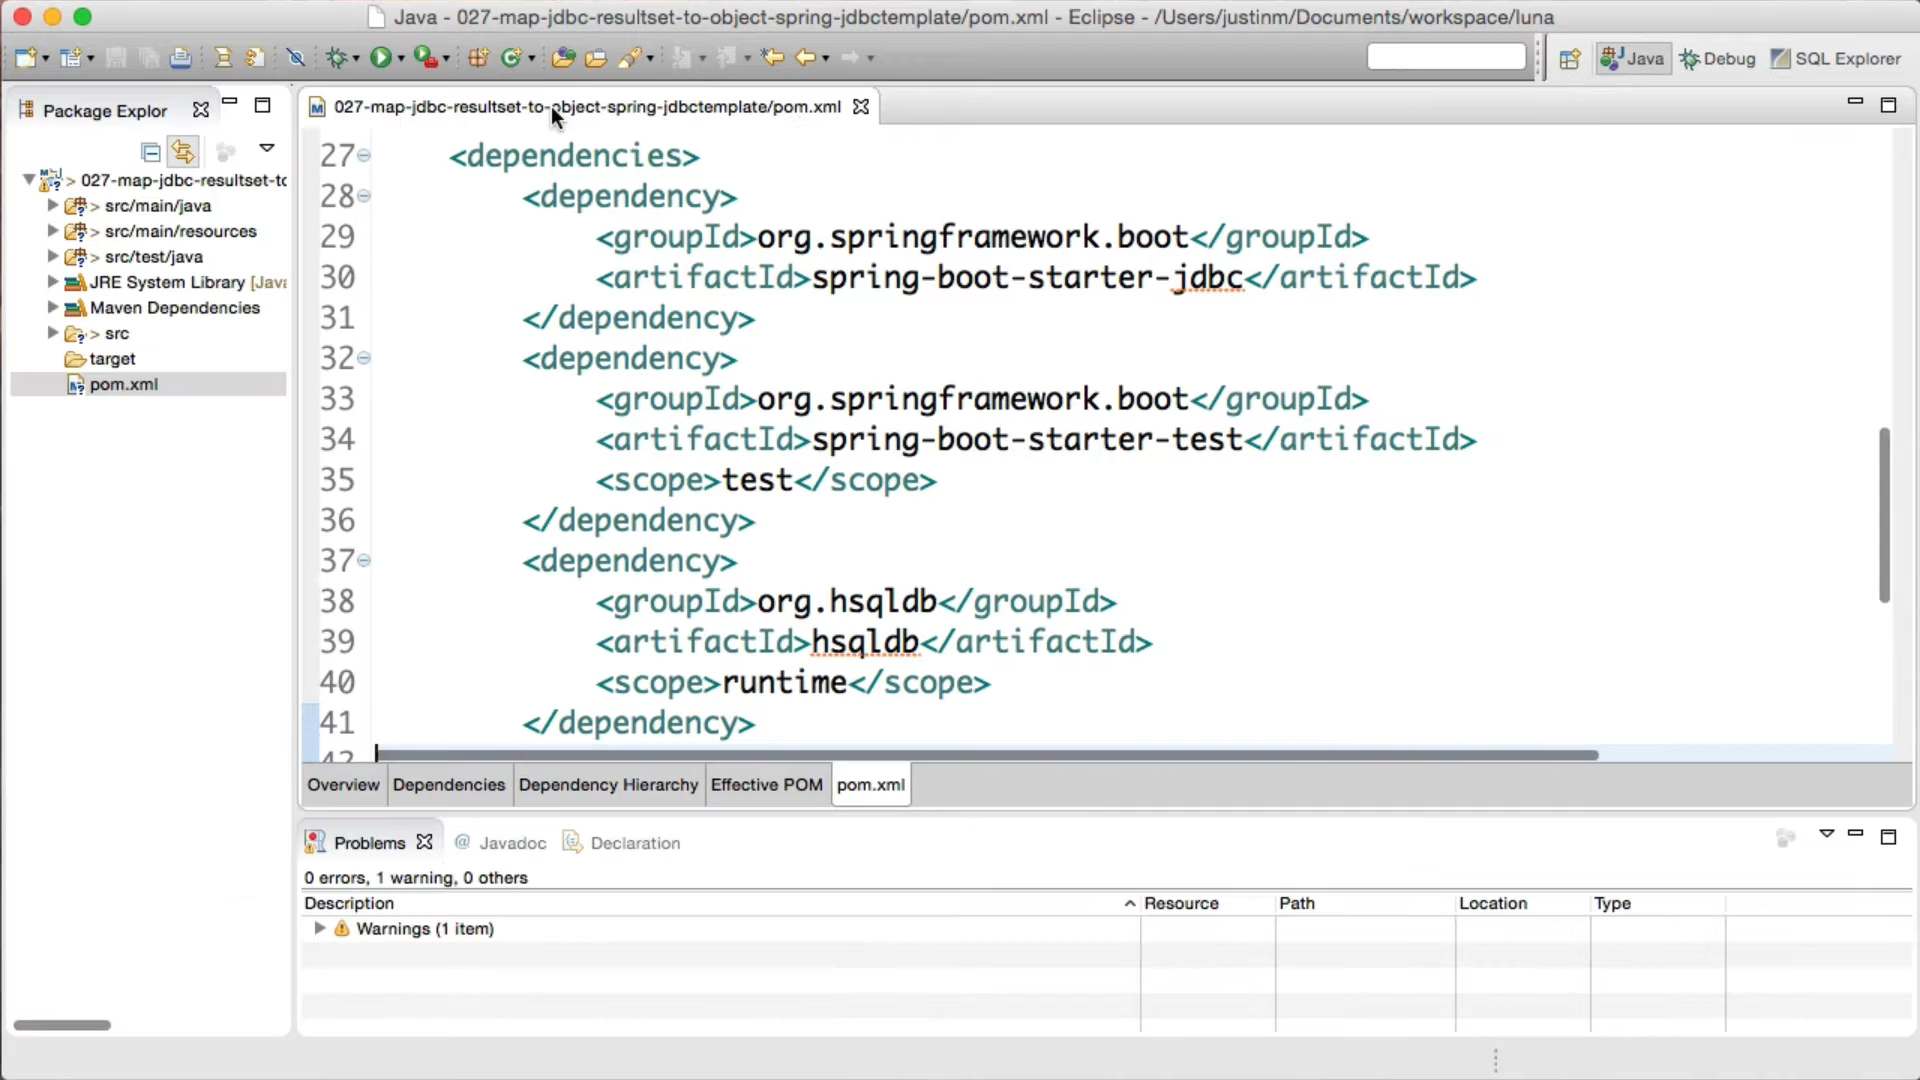 Java - 027-map-jdbc-resultset-to-object-spring-jdbctemplate/pom.xml - Eclipse - /Users/justinm/Documents/workspace/luna
Java
Debug
SQL Explorer
Package Explor
027-map-jdbc-resultset-to-object-spring-jdbctemplate/pom.xml
> 027-map-jdbc-resultset-to
> src/main/java
> src/main/resources
> src/test/java
JRE System Library [Java
Maven Dependencies
> src
target
pom.xml
27 <dependencies>
28 <dependency>
29 <groupId>org.springframework.boot</groupId>
30 <artifactId>spring-boot-starter-jdbc</artifactId>
31 </dependency>
32 <dependency>
33 <groupId>org.springframework.boot</groupId>
34 <artifactId>spring-boot-starter-test</artifactId>
35 <scope>test</scope>
36 </dependency>
37 <dependency>
38 <groupId>org.hsqldb</groupId>
39 <artifactId>hsqldb</artifactId>
40 <scope>runtime</scope>
41 </dependency>
42
Overview Dependencies Dependency Hierarchy Effective POM pom.xml
Problems @ Javadoc Declaration
0 errors, 1 warning, 0 others
Description Resource Path Location Type
Warnings (1 item)